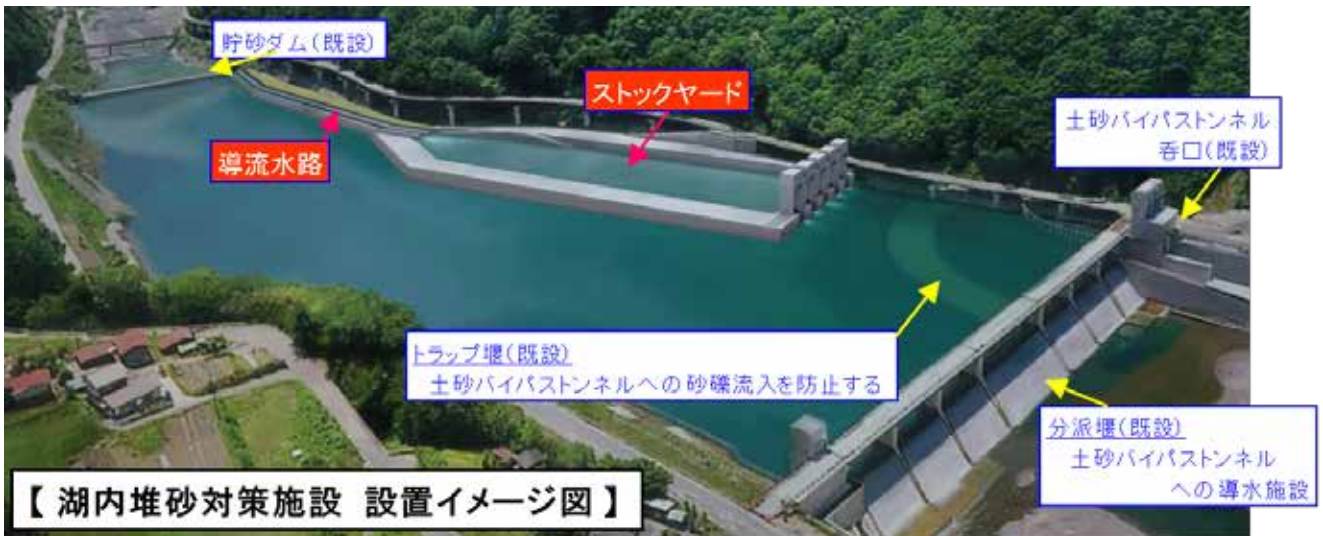 貯砂ダム(既設)
ストックヤード
導流水路
土砂バイパストンネル
呑口(既設)
トラップ堰(既設)
土砂バイパストンネルへの砂礫流入を防止する
分派堰(既設)
土砂バイパストンネル
への導水施設
【 湖内堆砂対策施設 設置イメージ図 】